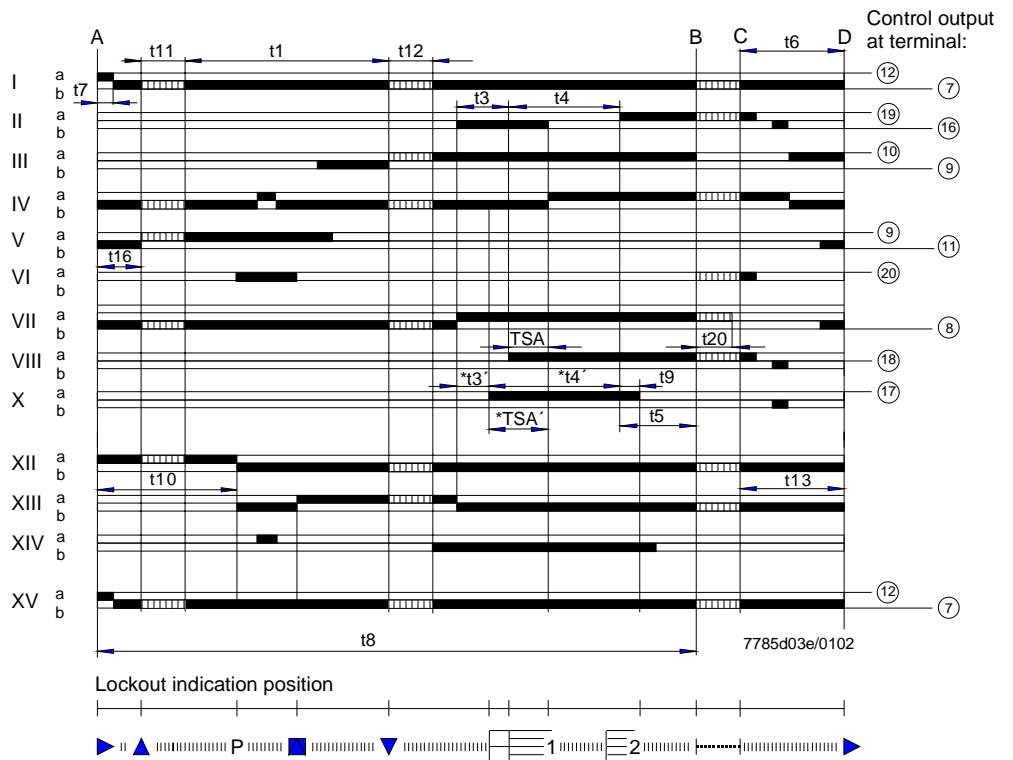 Control output
at terminal:
A B C D
t11 t1 t12 t6
I a b 12 7
t7 t3 t4
II a b 19 16
III a b 10 9
IV a b
V a b 9 11
t16
VI a b 20
VII a b 8
TSA t20
VIII a b 18
*t3´ *t4´ t9
X a b 17
*TSA´ t5
XII a b
t10 t13
XIII a b
XIV a b
XV a b 12 7
t8
7785d03e/0102
Lockout indication position
P 1 2